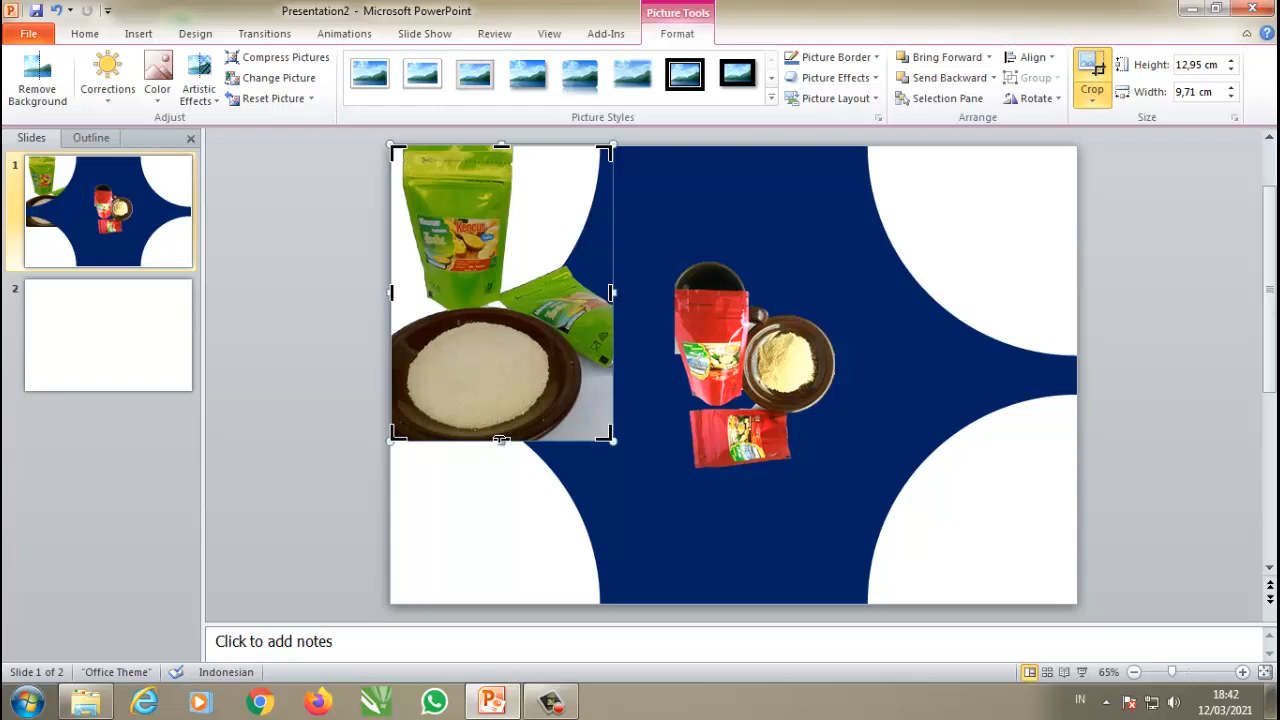 Presentation2 - Microsoft PowerPoint
Picture Tools
File Home Insert Design Transitions Animations Slide Show Review View Add-Ins Format
Remove Background
Corrections
Color
Artistic Effects
Compress Pictures
Change Picture
Reset Picture
Adjust
Picture Styles
Picture Border
Picture Effects
Picture Layout
Bring Forward
Send Backward
Selection Pane
Align
Group
Rotate
Arrange
Crop
Height: 12,95 cm
Width: 9,71 cm
Size
Slides Outline
1
2
Kencur
Click to add notes
Slide 1 of 2 "Office Theme" Indonesian 65%
IN
18:42
12/03/2021